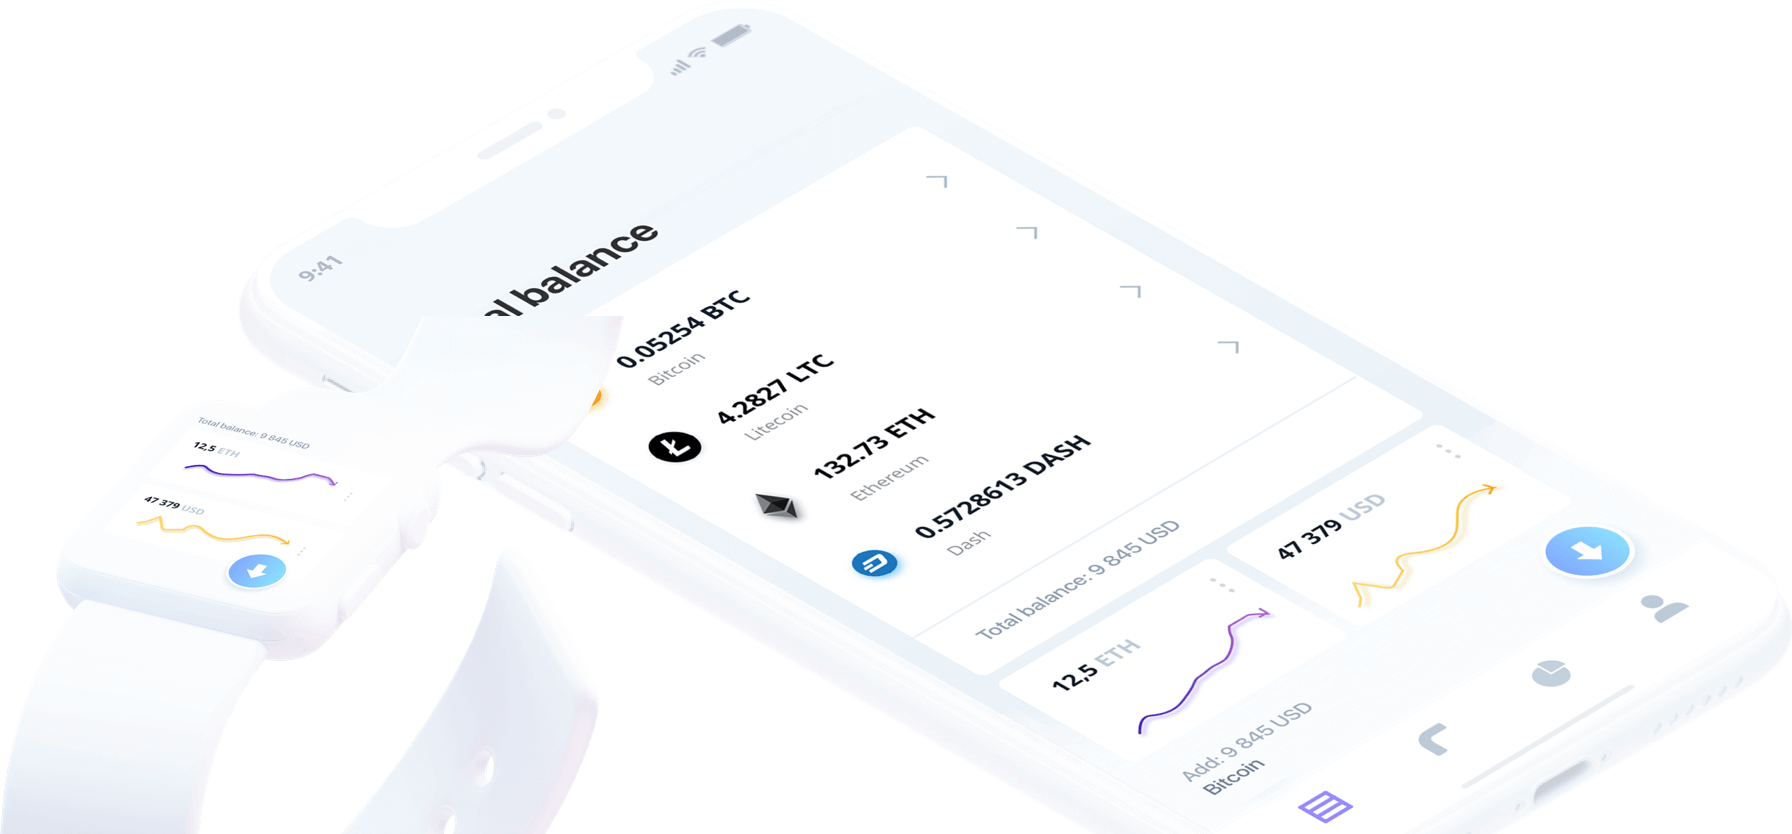 9:41
al balance
0.05254 BTC
Bitcoin
4.2827 LTC
Litecoin
132.73 ETH
Ethereum
0.5728613 DASH
Dash
Total balance: 9 845 USD
12,5 ETH
47 379 USD
Add: 9 845 USD
Bitcoin
Total balance: 9 845 USD
12,5 ETH
47 379 USD